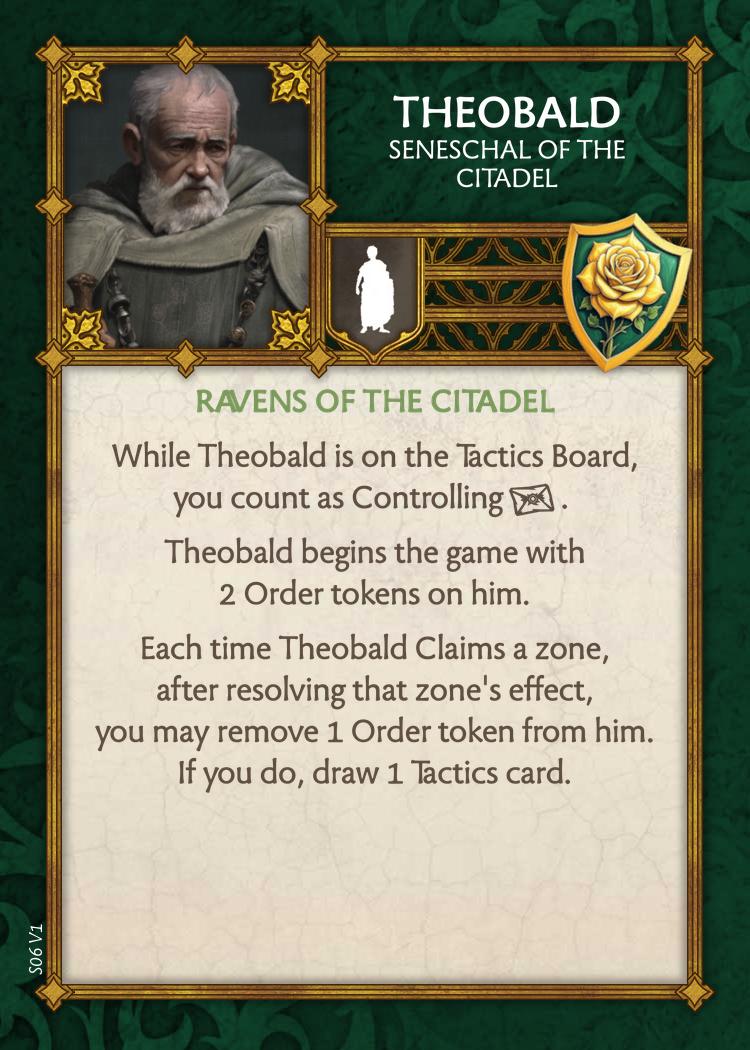 THEOBALD
SENESCHAL OF THE
CITADEL
RAVENS OF THE CITADEL
While Theobald is on the Tactics Board,
you count as Controlling .
Theobald begins the game with
2 Order tokens on him.
Each time Theobald Claims a zone,
after resolving that zone's effect,
you may remove 1 Order token from him.
If you do, draw 1 Tactics card.
S06 V1